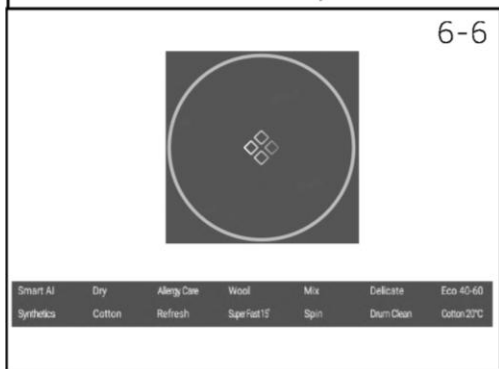 6-6
Smart AI Dry Allergy Care Wool Mix Delicate Eco 40-60
Synthetics Cotton Refresh Super Fast 15' Spin Drum Clean Cotton 20°C